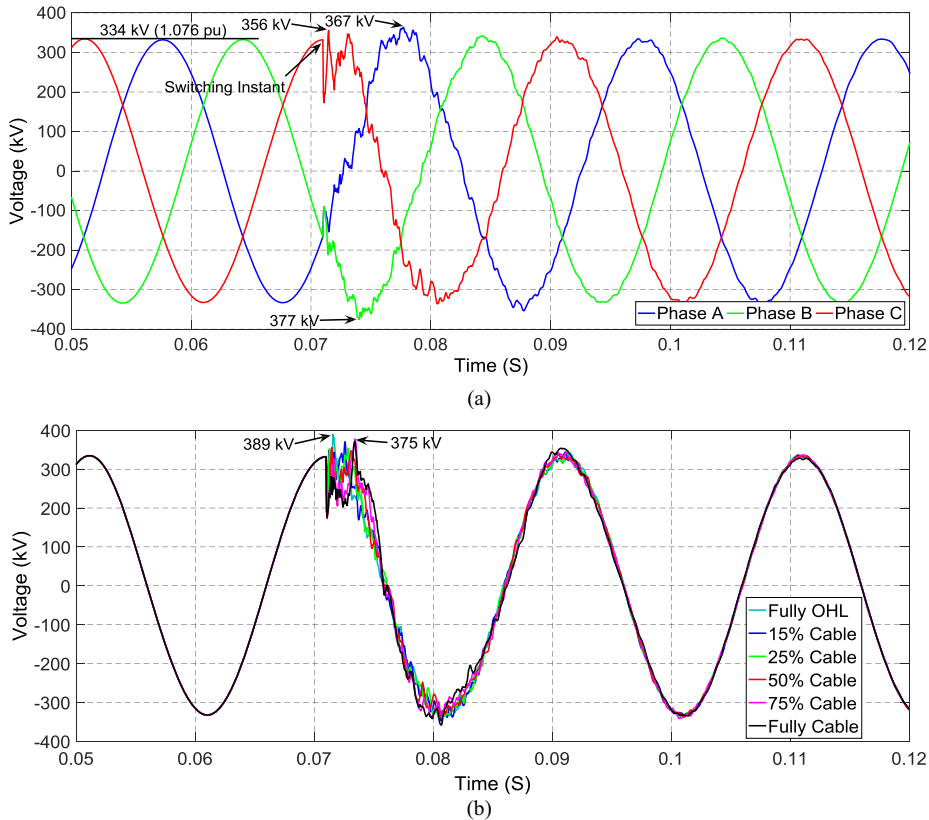 334 kV (1.076 pu)
356 kV
367 kV
Switching Instant
377 kV
400
300
200
100
0
-100
-200
-300
-400
Voltage (kV)
Phase A
Phase B
Phase C
0.05
0.06
0.07
0.08
0.09
0.1
0.11
0.12
Time (S)
(a)
389 kV
375 kV
400
300
200
100
0
-100
-200
-300
-400
Voltage (kV)
Fully OHL
15% Cable
25% Cable
50% Cable
75% Cable
Fully Cable
0.05
0.06
0.07
0.08
0.09
0.1
0.11
0.12
Time (S)
(b)